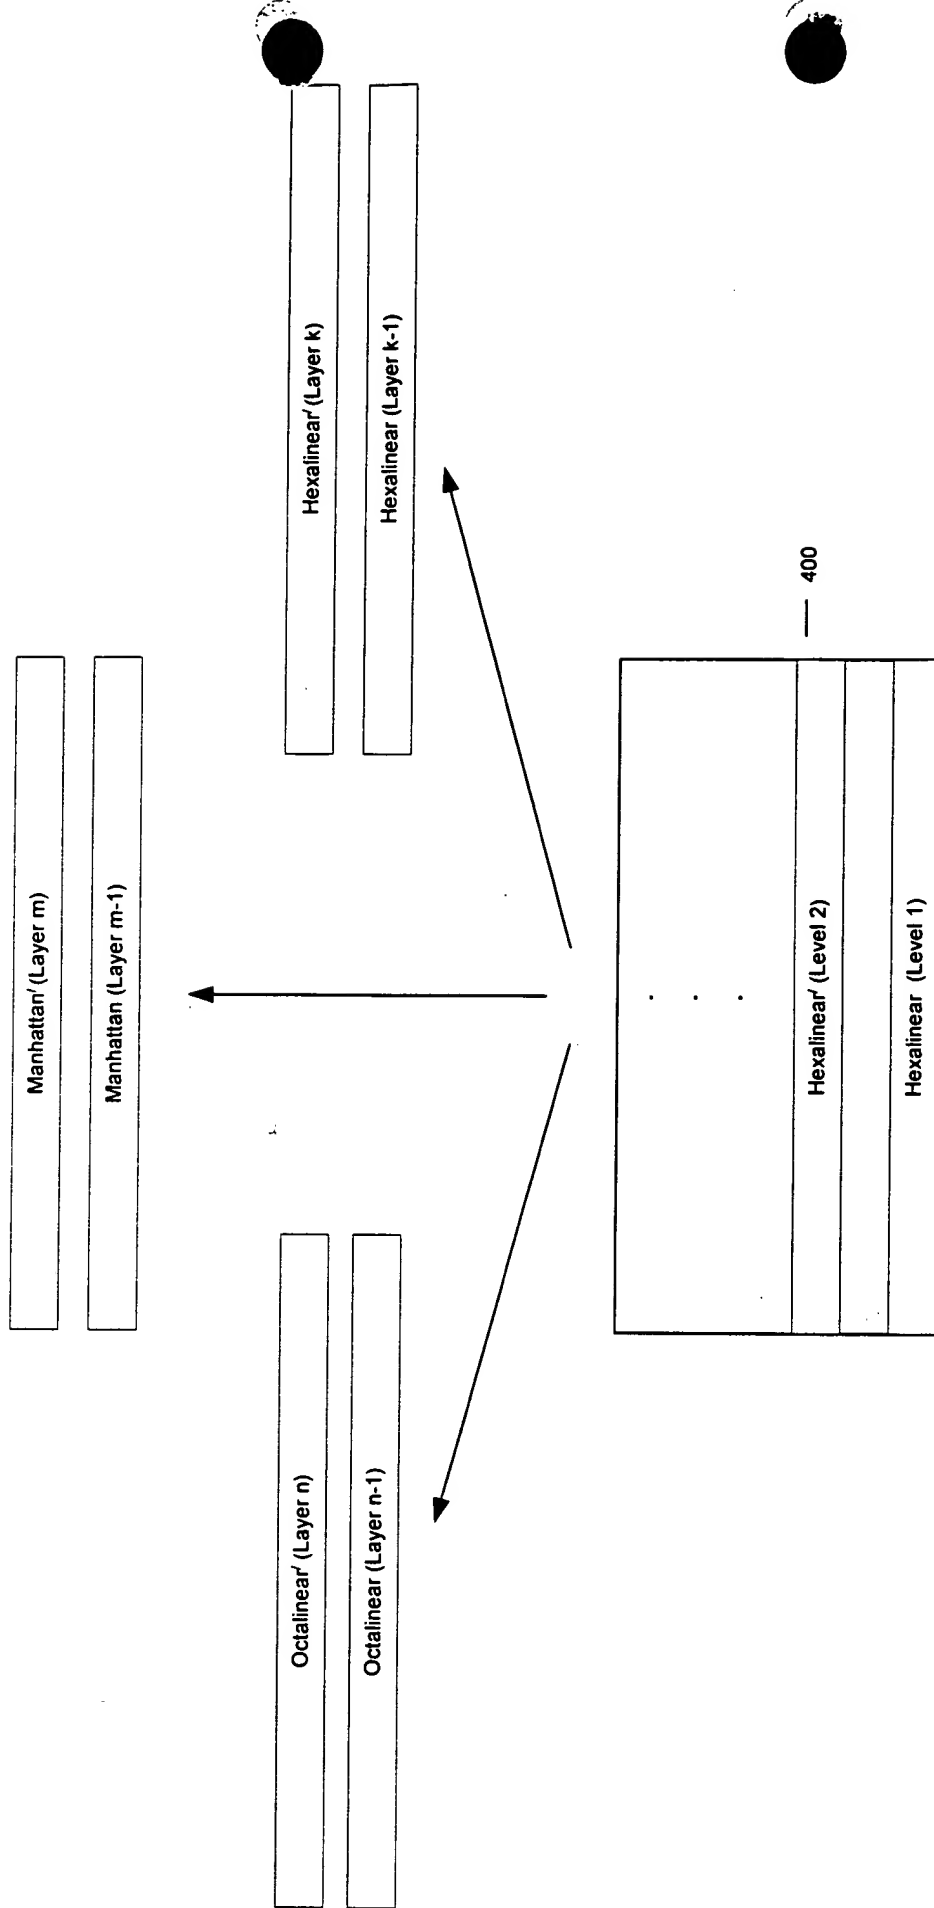 Manhattan′ (Layer m)
Manhattan (Layer m-1)
Octalinear′ (Layer n)
Octalinear (Layer n-1)
Hexalinear′ (Layer k)
Hexalinear (Layer k-1)
400
Hexalinear′ (Level 2)
Hexalinear (Level 1)